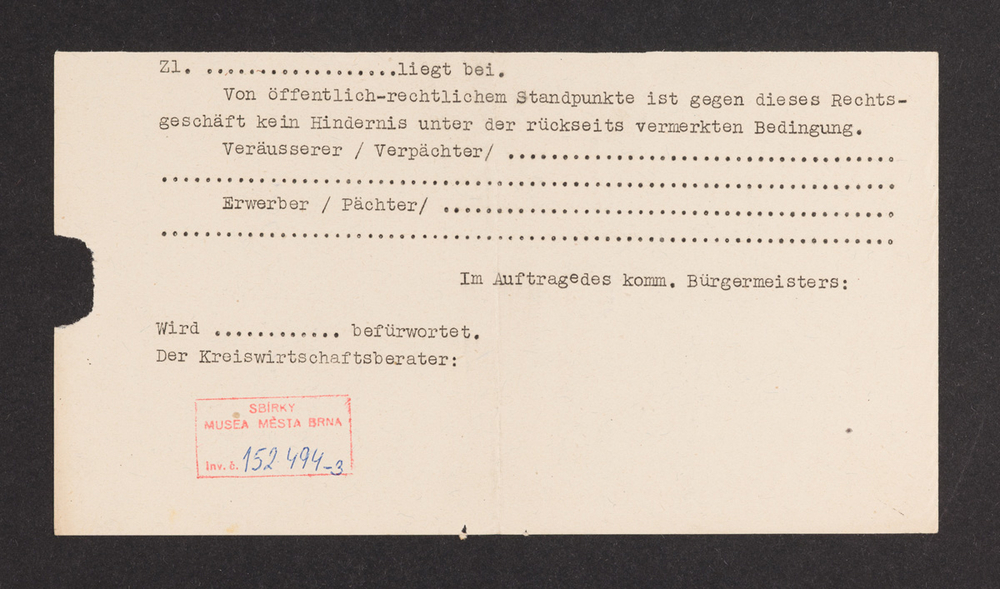 Zl. ..................liegt bei.
Von öffentlich-rechtlichem Standpunkte ist gegen dieses Rechts-
geschäft kein Hindernis unter der rückseits vermerkten Bedingung.
Veräusserer / Verpächter/ ....................................
.....................................................................
Erwerber / Pächter/ ..........................................
.....................................................................
Im Auftragedes komm. Bürgermeisters:
Wird ............ befürwortet.
Der Kreiswirtschaftsberater:
SBÍRKY
MUSEA MĚSTA BRNA
Inv. č. 152 494-3